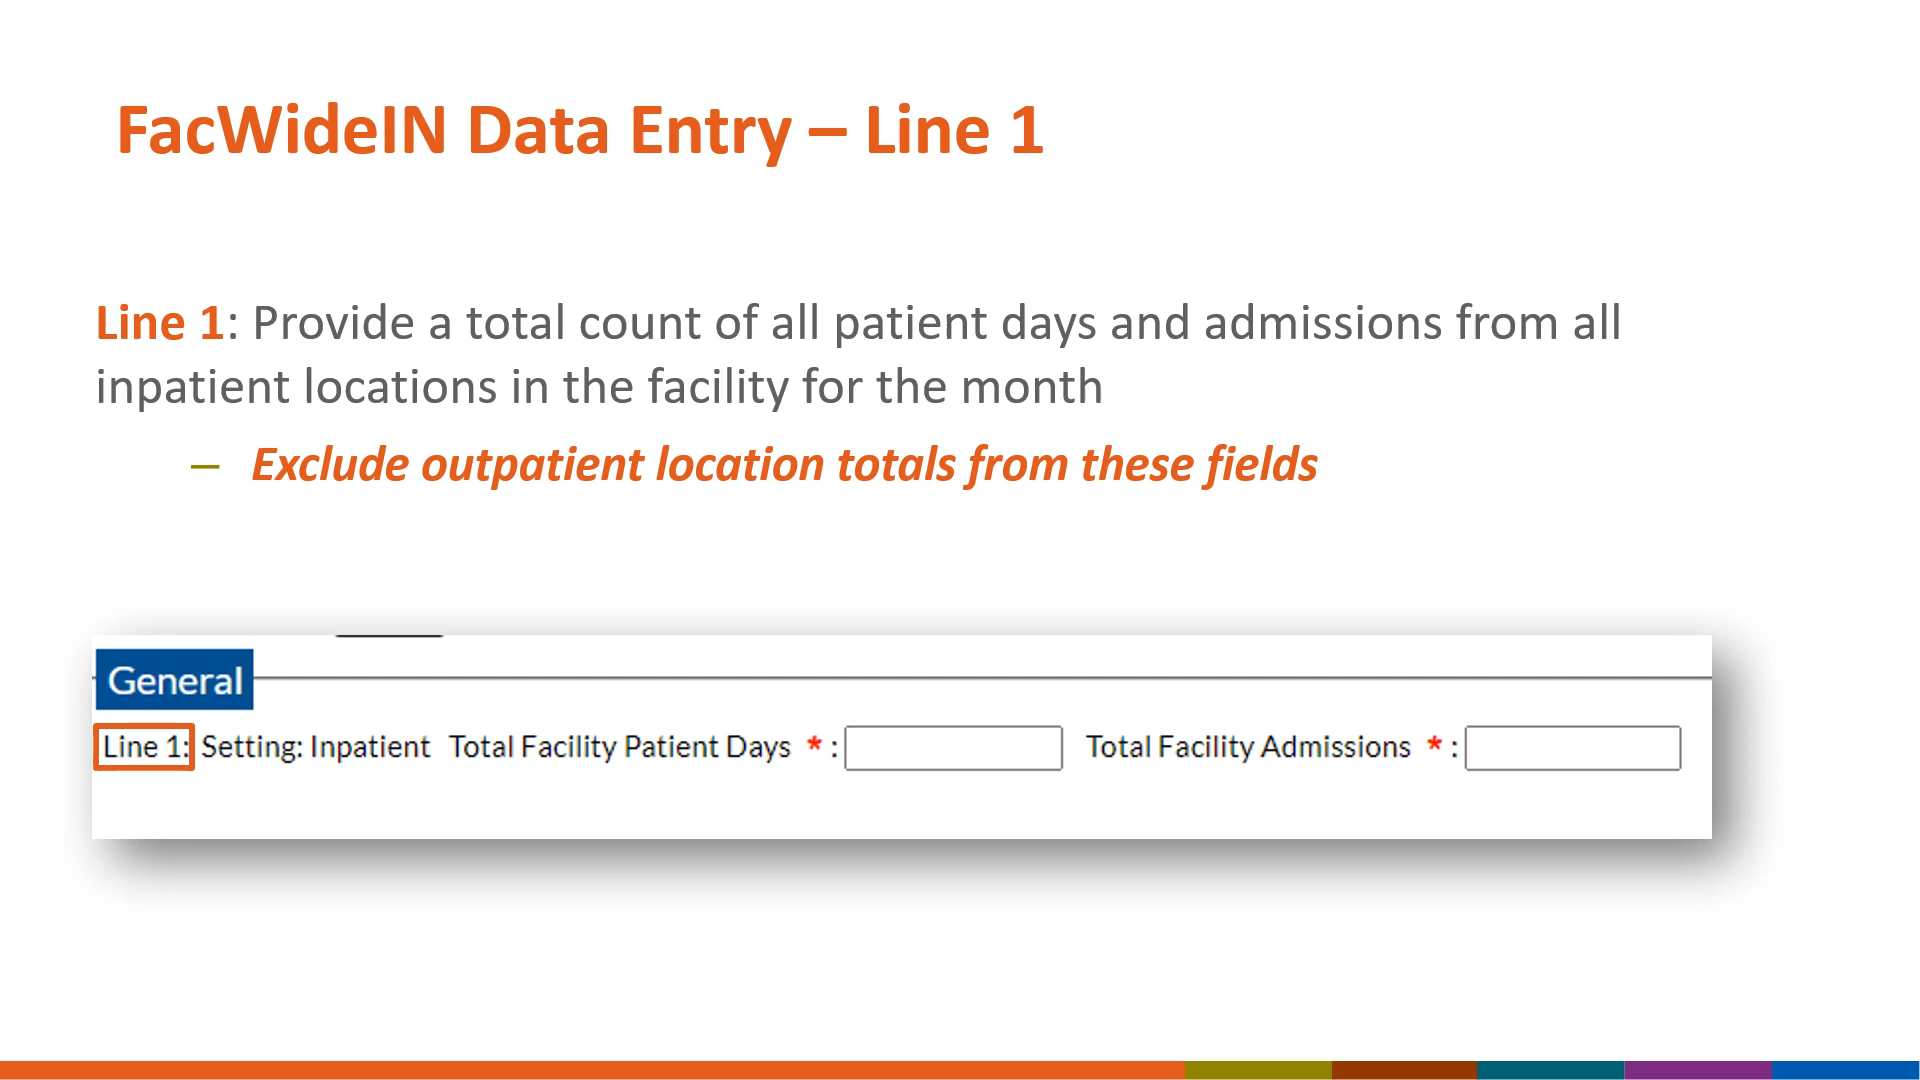 FacWideIN Data Entry – Line 1
Line 1: Provide a total count of all patient days and admissions from all
inpatient locations in the facility for the month
– Exclude outpatient location totals from these fields
General
Line 1: Setting: Inpatient Total Facility Patient Days * : Total Facility Admissions * :